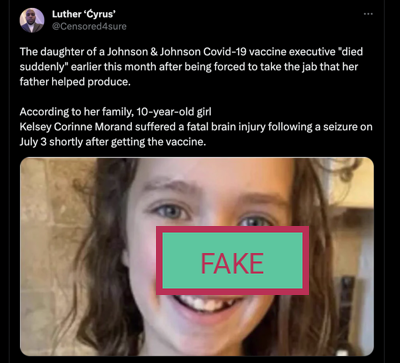 Luther ‘Ćyrus’
@Censored4sure
The daughter of a Johnson & Johnson Covid-19 vaccine executive "died
suddenly" earlier this month after being forced to take the jab that her
father helped produce.
According to her family, 10-year-old girl
Kelsey Corinne Morand suffered a fatal brain injury following a seizure on
July 3 shortly after getting the vaccine.
FAKE